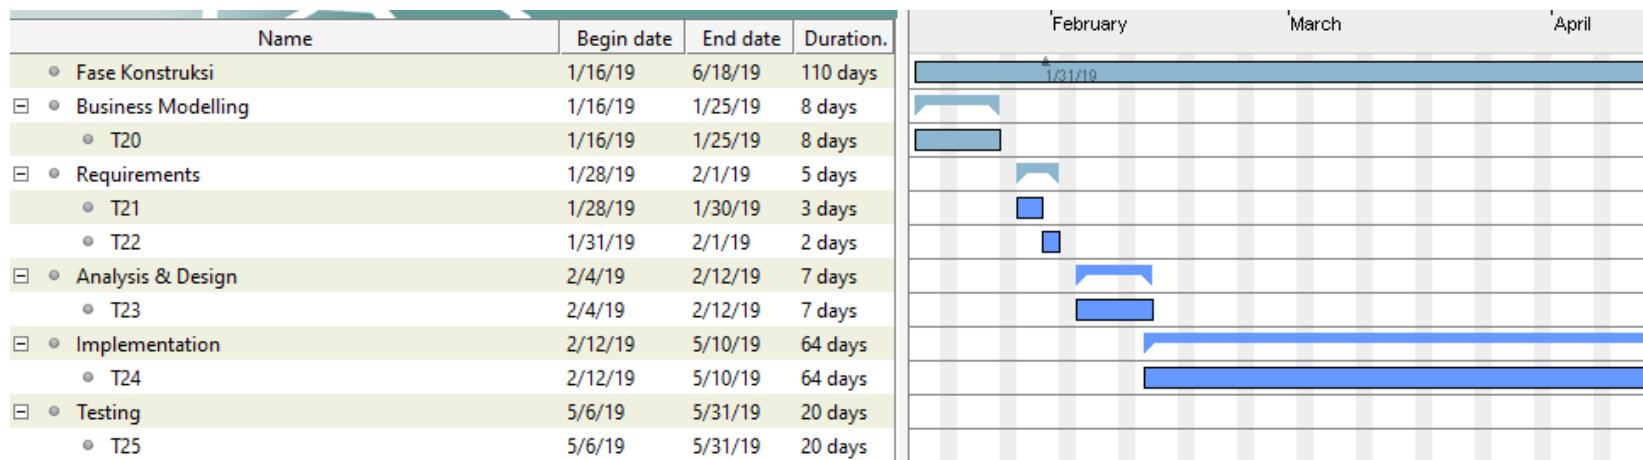 Name Begin date End date Duration. February March April
Fase Konstruksi 1/16/19 6/18/19 110 days 1/31/19
Business Modelling 1/16/19 1/25/19 8 days
T20 1/16/19 1/25/19 8 days
Requirements 1/28/19 2/1/19 5 days
T21 1/28/19 1/30/19 3 days
T22 1/31/19 2/1/19 2 days
Analysis & Design 2/4/19 2/12/19 7 days
T23 2/4/19 2/12/19 7 days
Implementation 2/12/19 5/10/19 64 days
T24 2/12/19 5/10/19 64 days
Testing 5/6/19 5/31/19 20 days
T25 5/6/19 5/31/19 20 days